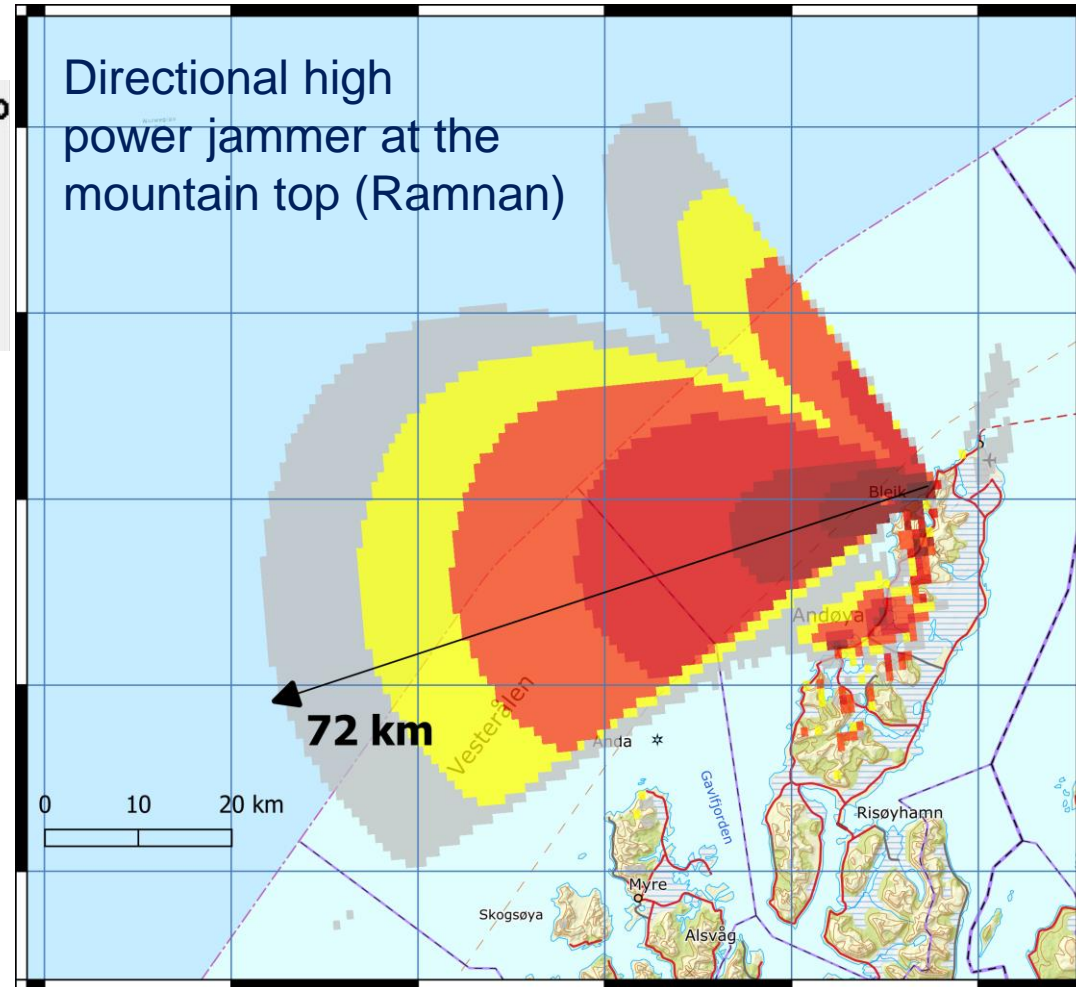 Directional high
power jammer at the
mountain top (Ramnan)
Bleik
Andøya
72 km
Vesterålen
Anda
0 10 20 km
Gavlfjorden
Risøyhamn
Myre
Skogsøya
Alsvåg